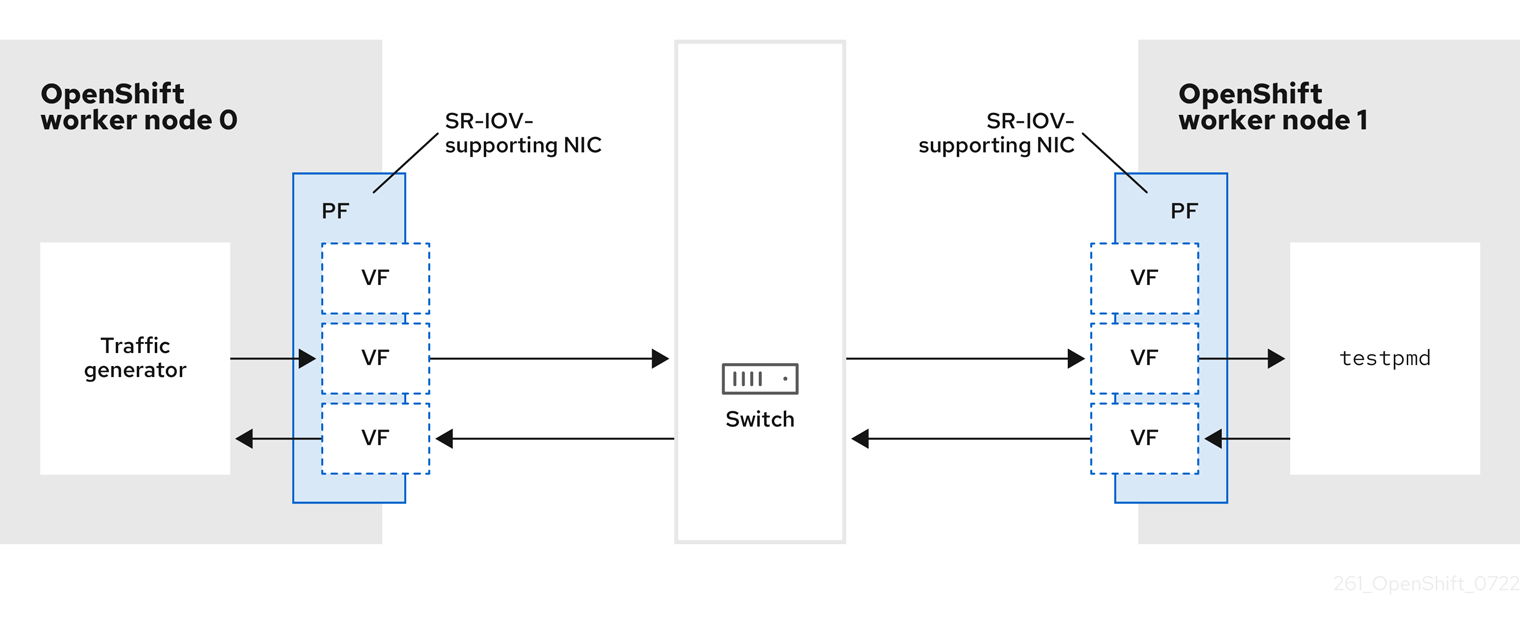 OpenShift
worker node 0
SR-IOV-
supporting NIC
PF
VF
VF
VF
Traffic
generator
Switch
SR-IOV-
supporting NIC
OpenShift
worker node 1
PF
VF
VF
VF
testpmd
261_OpenShift_0722